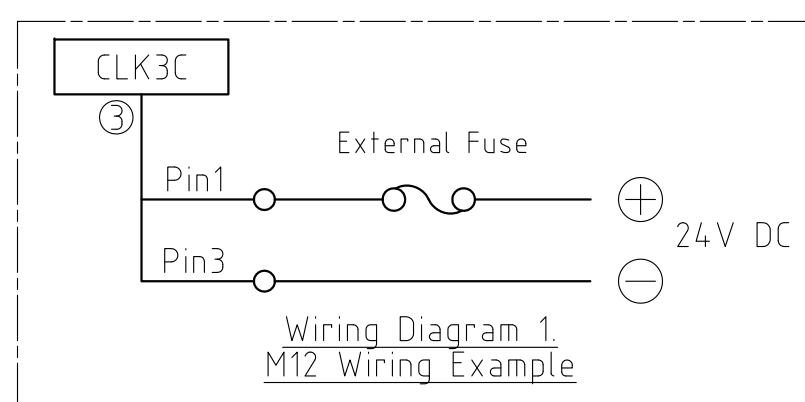 CLK3C
3
External Fuse
Pin1
+
24V DC
Pin3
−
Wiring Diagram 1.
M12 Wiring Example